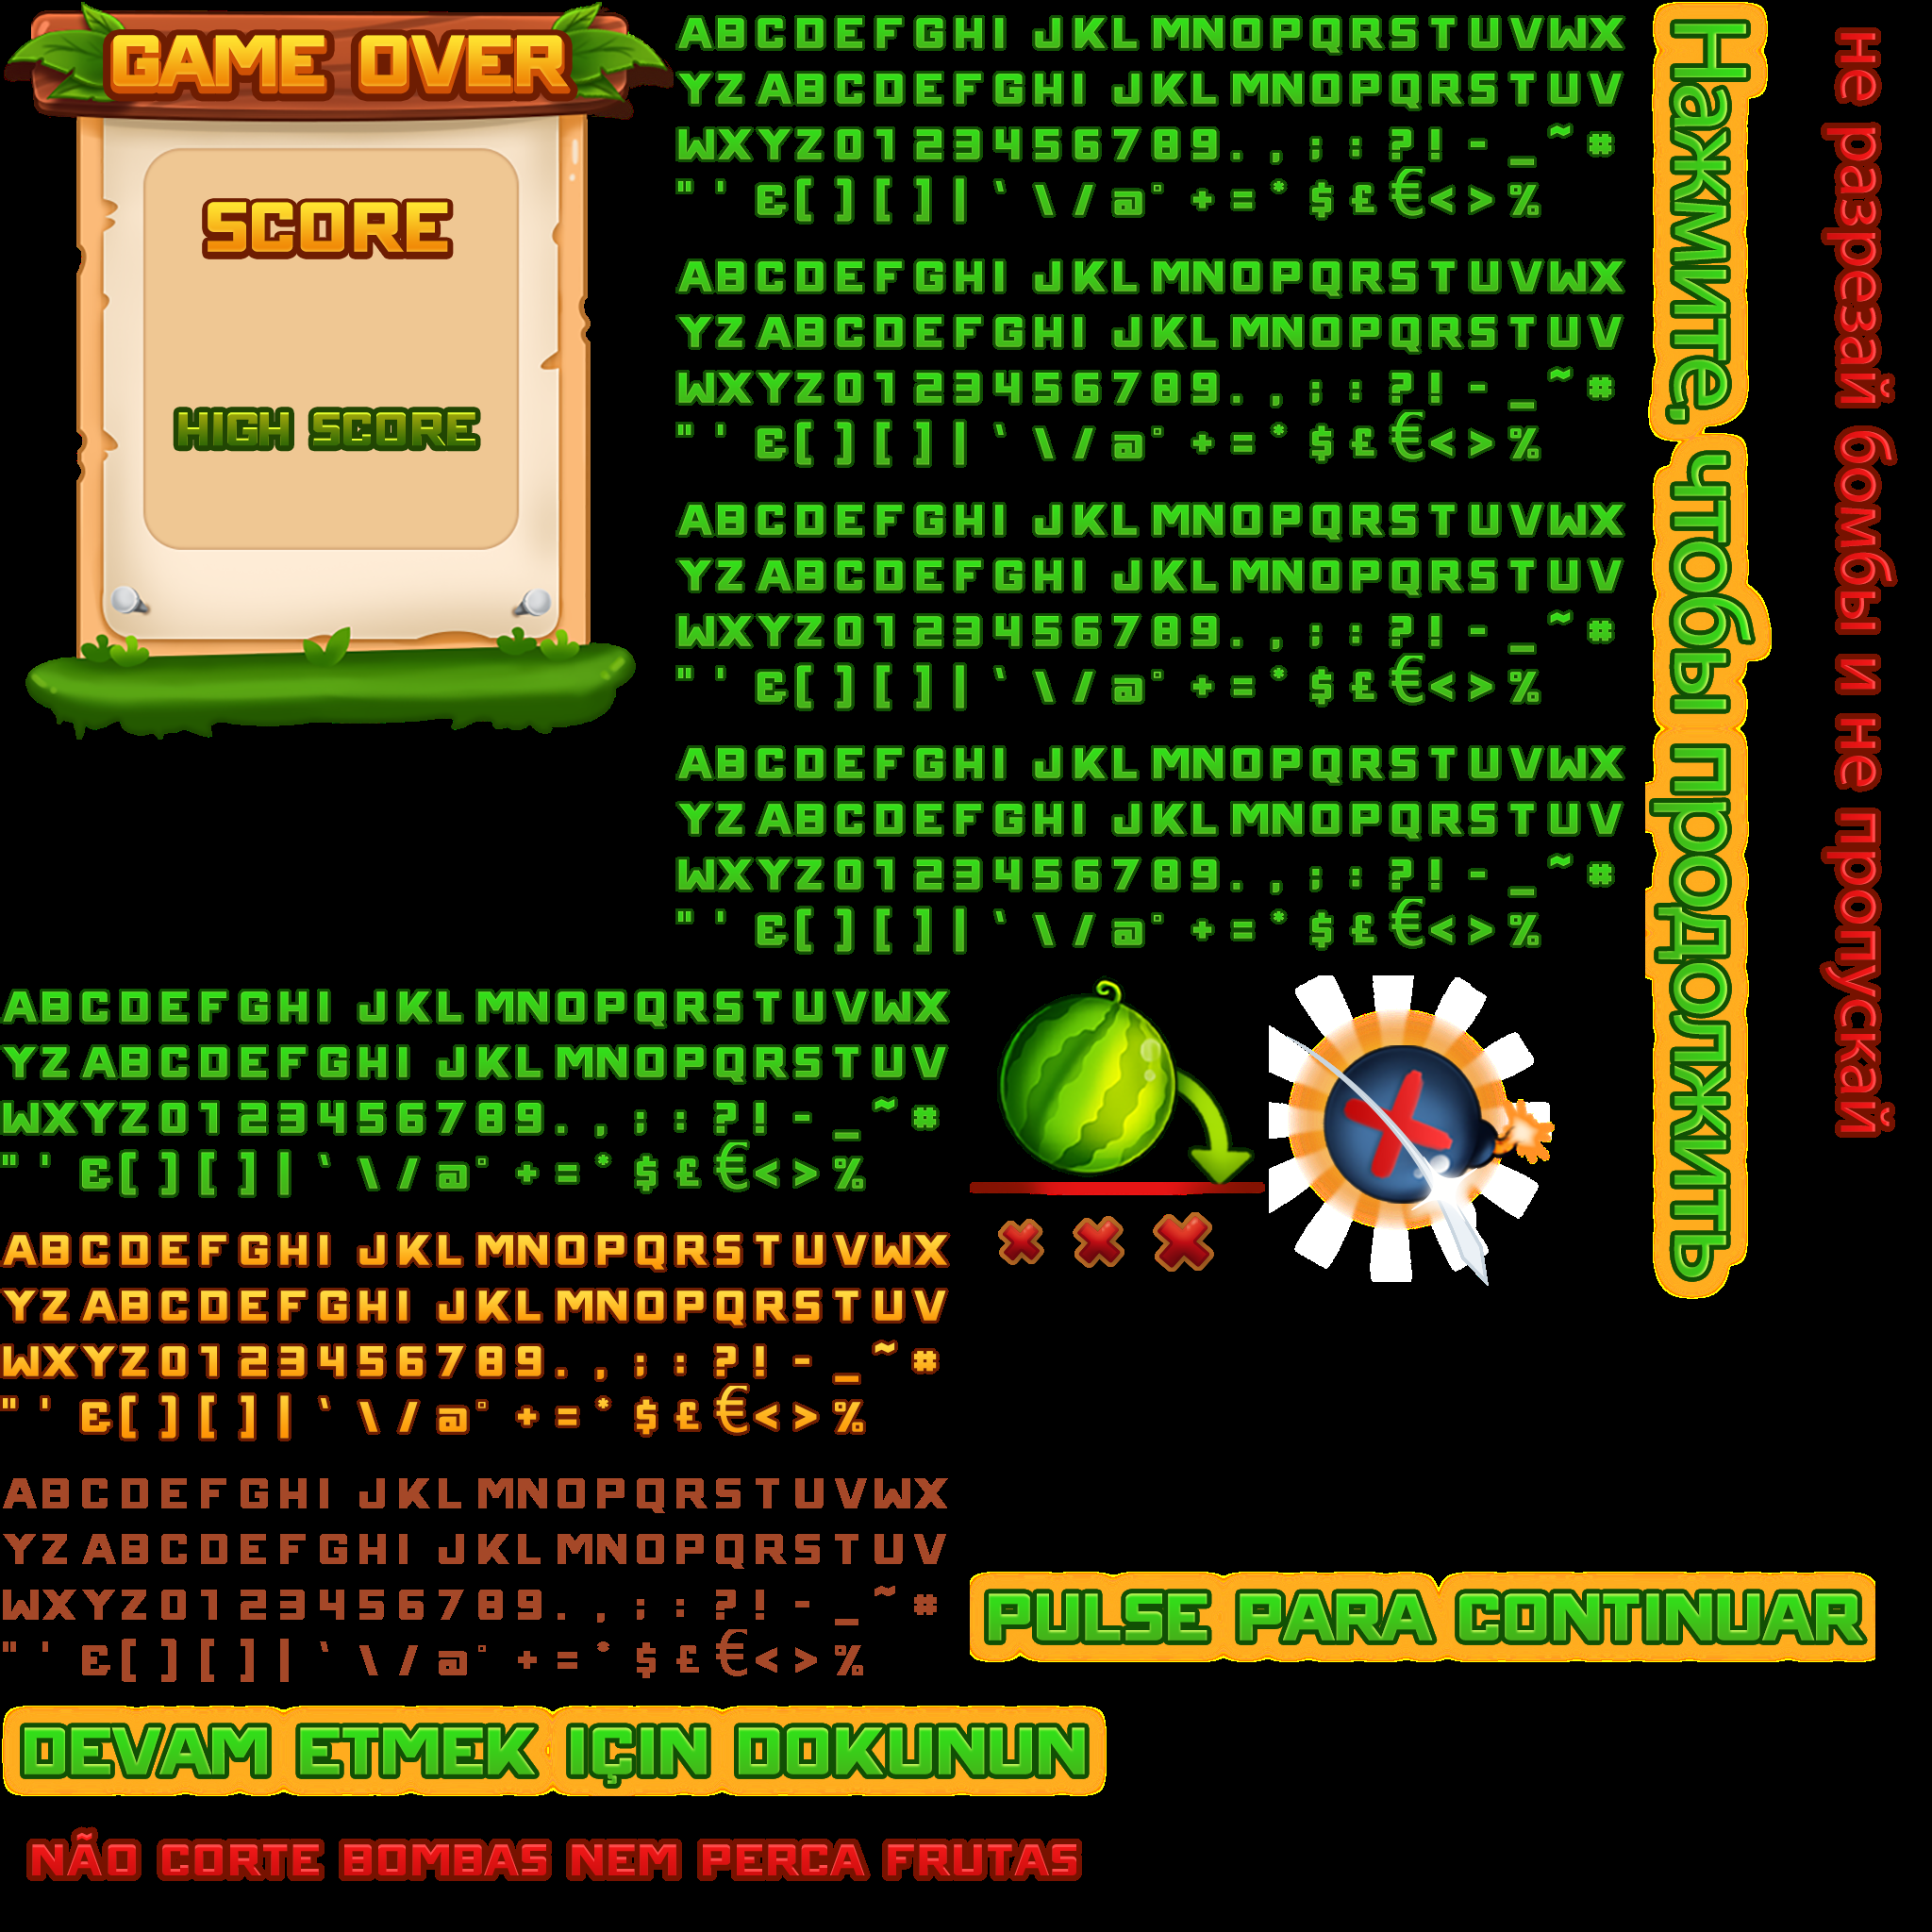 GAME OVER
SCORE
HIGH SCORE
ABCDEFGHI JKLMNOPQRSTUVWX
YZABCDEFGHI JKLMNOPQRSTUV
WXYZ0123456789.,;:?!-_~#
"'&[][]|`\/@°+=*$£€<>%
ABCDEFGHI JKLMNOPQRSTUVWX
YZABCDEFGHI JKLMNOPQRSTUV
WXYZ0123456789.,;:?!-_~#
"'&[][]|`\/@°+=*$£€<>%
ABCDEFGHI JKLMNOPQRSTUVWX
YZABCDEFGHI JKLMNOPQRSTUV
WXYZ0123456789.,;:?!-_~#
"'&[][]|`\/@°+=*$£€<>%
ABCDEFGHI JKLMNOPQRSTUVWX
YZABCDEFGHI JKLMNOPQRSTUV
WXYZ0123456789.,;:?!-_~#
"'&[][]|`\/@°+=*$£€<>%
Нажмите, чтобы продолжить
не разрезай бомбы и не пропускай
ABCDEFGHI JKLMNOPQRSTUVWX
YZABCDEFGHI JKLMNOPQRSTUV
WXYZ0123456789.,;:?!-_~#
"'&[][]|`\/@°+=*$£€<>%
ABCDEFGHI JKLMNOPQRSTUVWX
YZABCDEFGHI JKLMNOPQRSTUV
WXYZ0123456789.,;:?!-_~#
"'&[][]|`\/@°+=*$£€<>%
ABCDEFGHI JKLMNOPQRSTUVWX
YZABCDEFGHI JKLMNOPQRSTUV
WXYZ0123456789.,;:?!-_~#
"'&[][]|`\/@°+=*$£€<>%
PULSE PARA CONTINUAR
DEVAM ETMEK IÇIN DOKUNUN
NÃO CORTE BOMBAS NEM PERCA FRUTAS